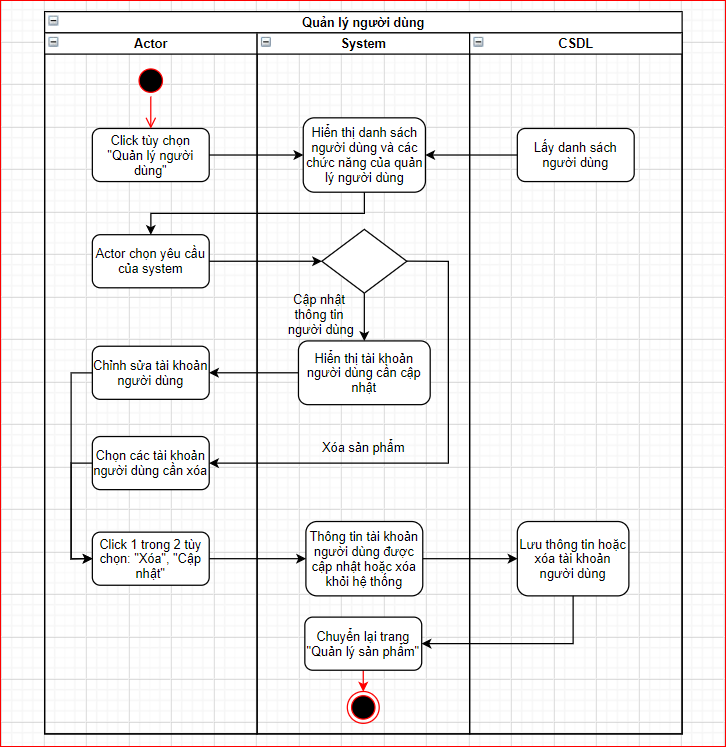 Quản lý người dùng
Actor
System
CSDL
Click tùy chọn
"Quản lý người
dùng"
Hiển thị danh sách
người dùng và các
chức năng của quản
lý người dùng
Lấy danh sách
người dùng
Actor chọn yêu cầu
của system
Cập nhật
thông tin
người dùng
Hiển thị tài khoản
người dùng cần cập
nhật
Chỉnh sửa tài khoản
người dùng
Xóa sản phẩm
Chọn các tài khoản
người dùng cần xóa
Click 1 trong 2 tùy
chọn: "Xóa", "Cập
nhật"
Thông tin tài khoản
người dùng được
cập nhật hoặc xóa
khỏi hệ thống
Lưu thông tin hoặc
xóa tài khoản
người dùng
Chuyển lại trang
"Quản lý sản phẩm"